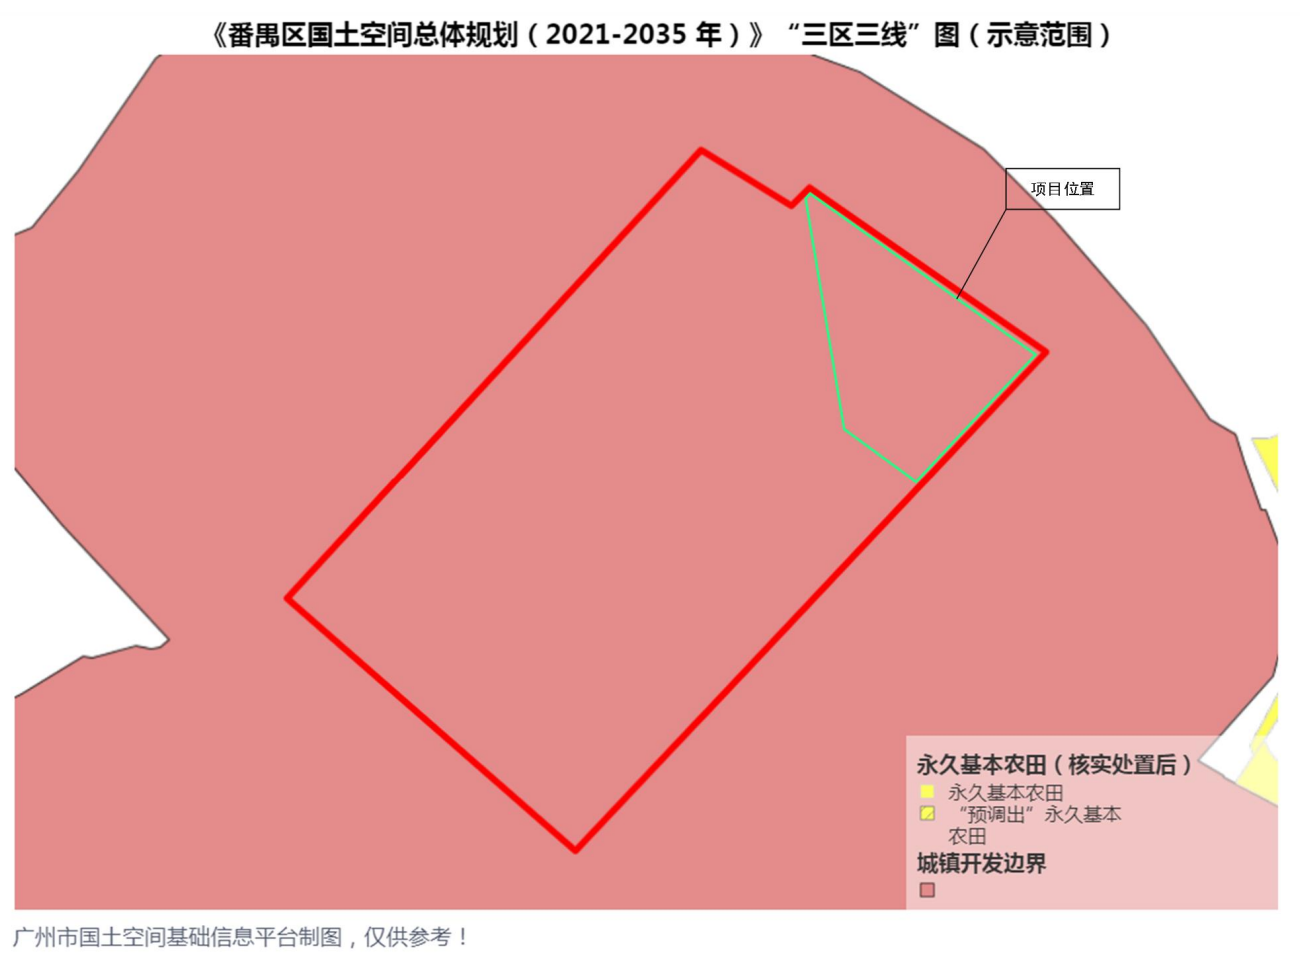 《番禺区国土空间总体规划（2021-2035 年）》“三区三线”图（示意范围）
项目位置
永久基本农田（核实处置后）
永久基本农田
“预调出”永久基本
农田
城镇开发边界
广州市国土空间基础信息平台制图，仅供参考！